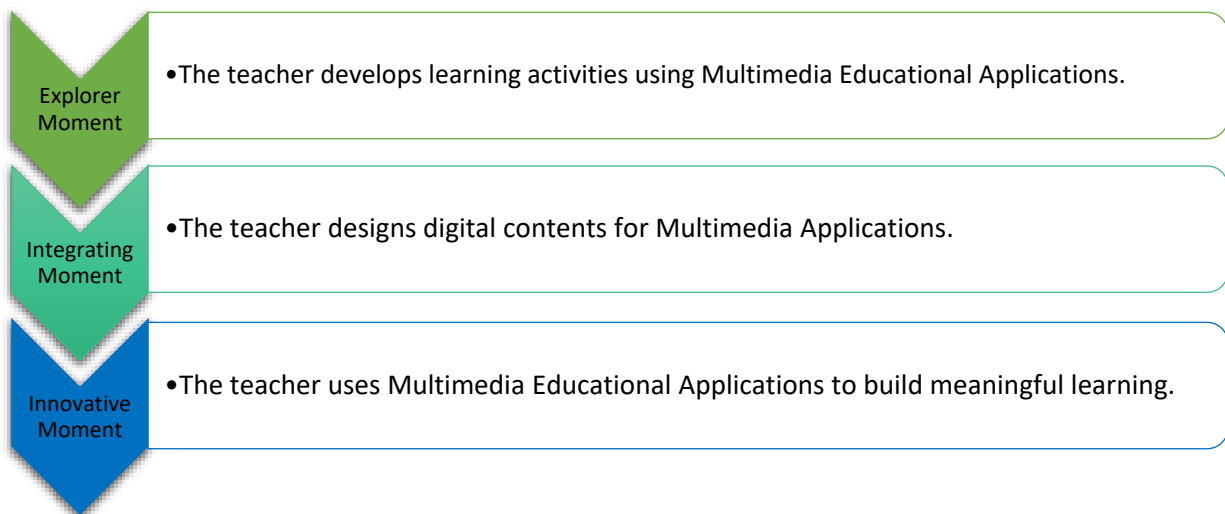 Explorer
Moment
•The teacher develops learning activities using Multimedia Educational Applications.
Integrating
Moment
•The teacher designs digital contents for Multimedia Applications.
Innovative
Moment
•The teacher uses Multimedia Educational Applications to build meaningful learning.